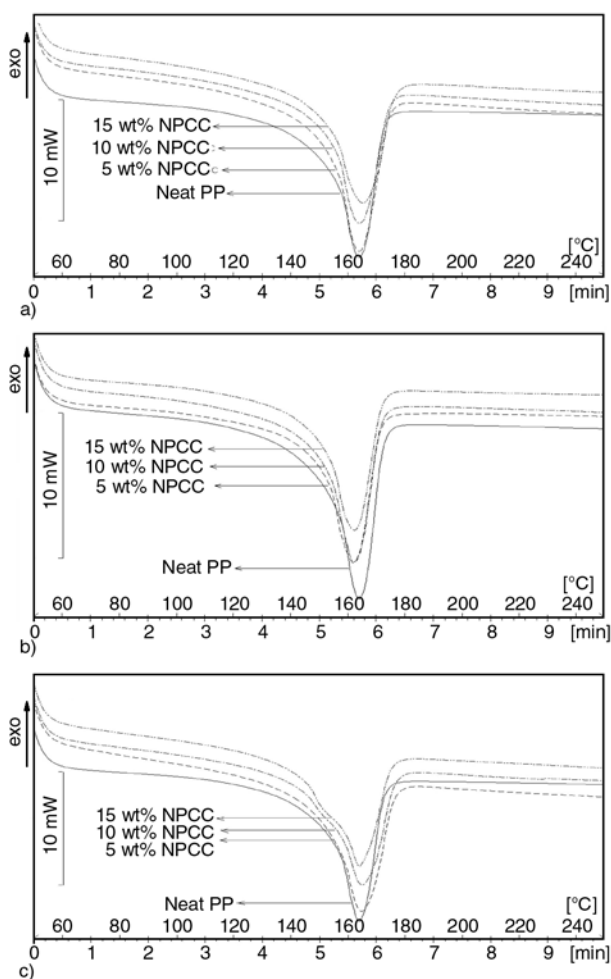 exo
10 mW
15 wt% NPCC
10 wt% NPCC
5 wt% NPCC
Neat PP
[°C]
60 80 100 120 140 160 180 200 220 240
0 1 2 3 4 5 6 7 8 9 [min]
a)
exo
10 mW
15 wt% NPCC
10 wt% NPCC
5 wt% NPCC
Neat PP
[°C]
60 80 100 120 140 160 180 200 220 240
0 1 2 3 4 5 6 7 8 9 [min]
b)
exo
10 mW
15 wt% NPCC
10 wt% NPCC
5 wt% NPCC
Neat PP
[°C]
60 80 100 120 140 160 180 200 220 240
0 1 2 3 4 5 6 7 8 9 [min]
c)